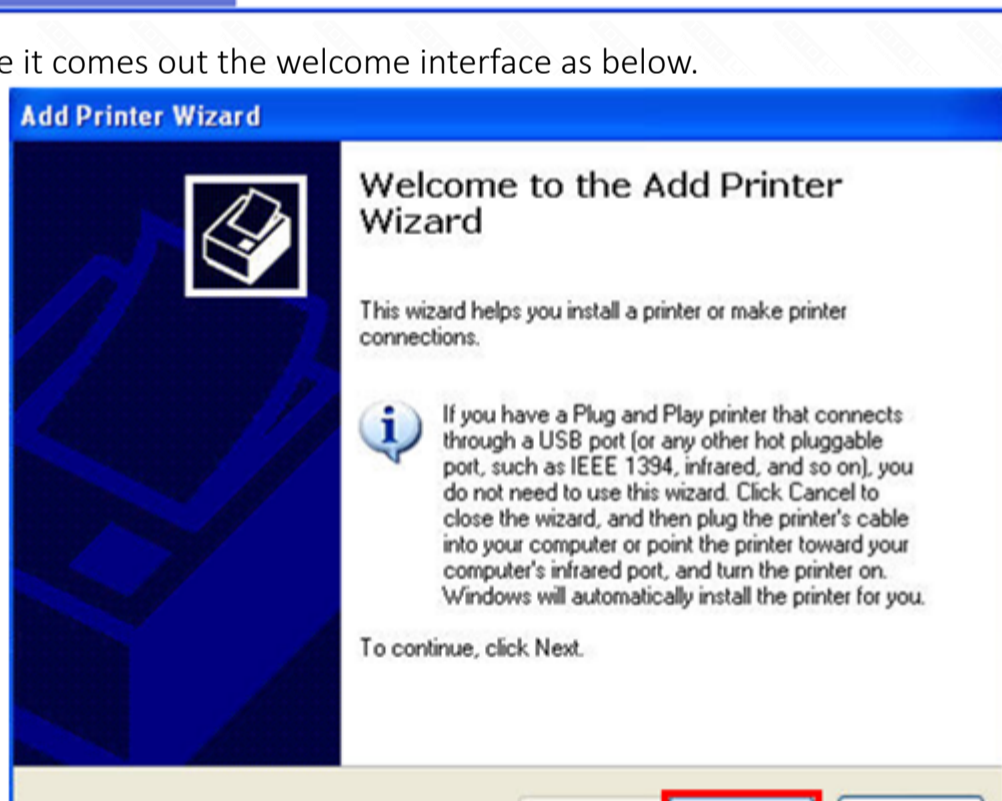 e it comes out the welcome interface as below.
Add Printer Wizard
Welcome to the Add Printer
Wizard
This wizard helps you install a printer or make printer
connections.
If you have a Plug and Play printer that connects
through a USB port (or any other hot pluggable
port, such as IEEE 1394, infrared, and so on), you
do not need to use this wizard. Click Cancel to
close the wizard, and then plug the printer's cable
into your computer or point the printer toward your
computer's infrared port, and turn the printer on.
Windows will automatically install the printer for you.
To continue, click Next.